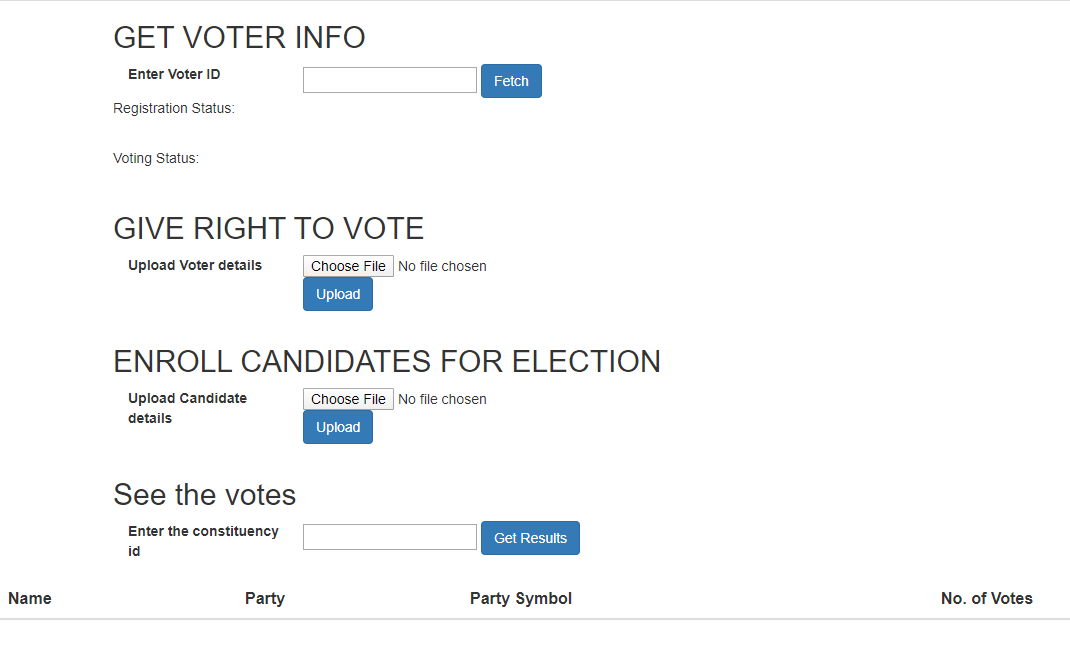 GET VOTER INFO
Enter Voter ID Fetch
Registration Status:
Voting Status:
GIVE RIGHT TO VOTE
Upload Voter details Choose File No file chosen
Upload
ENROLL CANDIDATES FOR ELECTION
Upload Candidate Choose File No file chosen
details
Upload
See the votes
Enter the constituency Get Results
id
Name Party Party Symbol No. of Votes